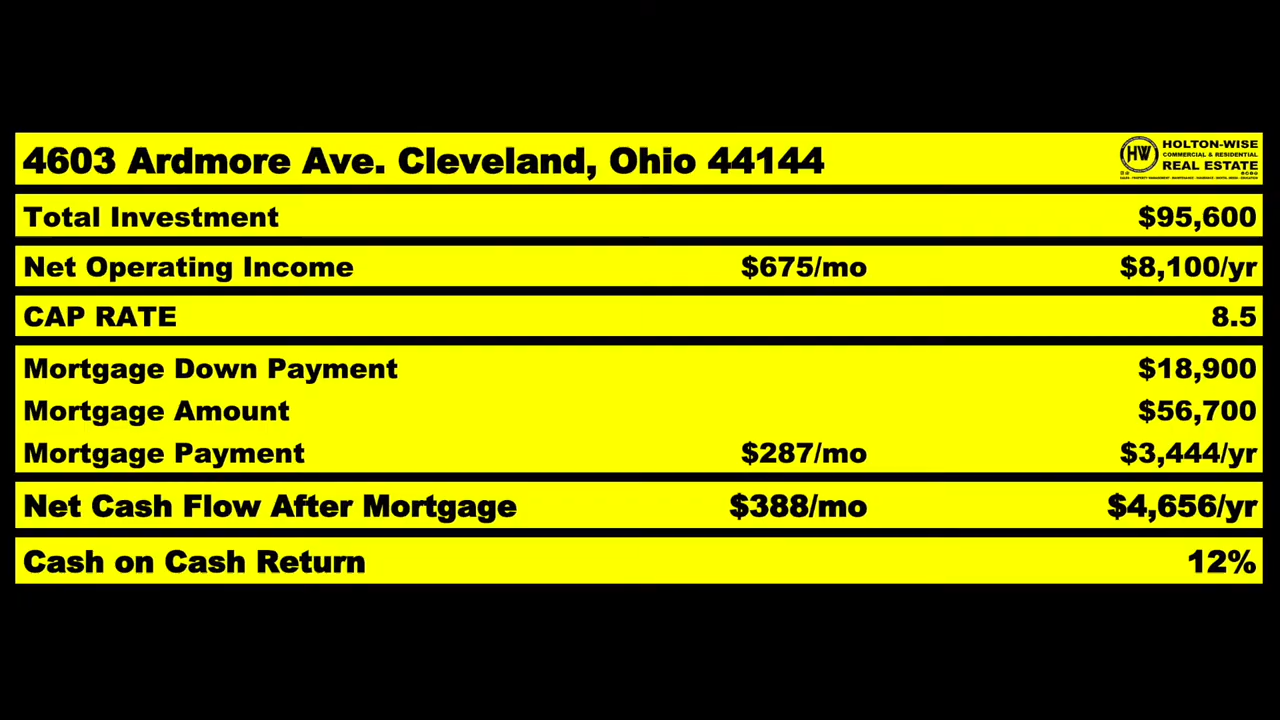 4603 Ardmore Ave. Cleveland, Ohio 44144
HW HOLTON-WISE
COMMERCIAL & RESIDENTIAL
REAL ESTATE
Total Investment $95,600
Net Operating Income $675/mo $8,100/yr
CAP RATE 8.5
Mortgage Down Payment $18,900
Mortgage Amount $56,700
Mortgage Payment $287/mo $3,444/yr
Net Cash Flow After Mortgage $388/mo $4,656/yr
Cash on Cash Return 12%